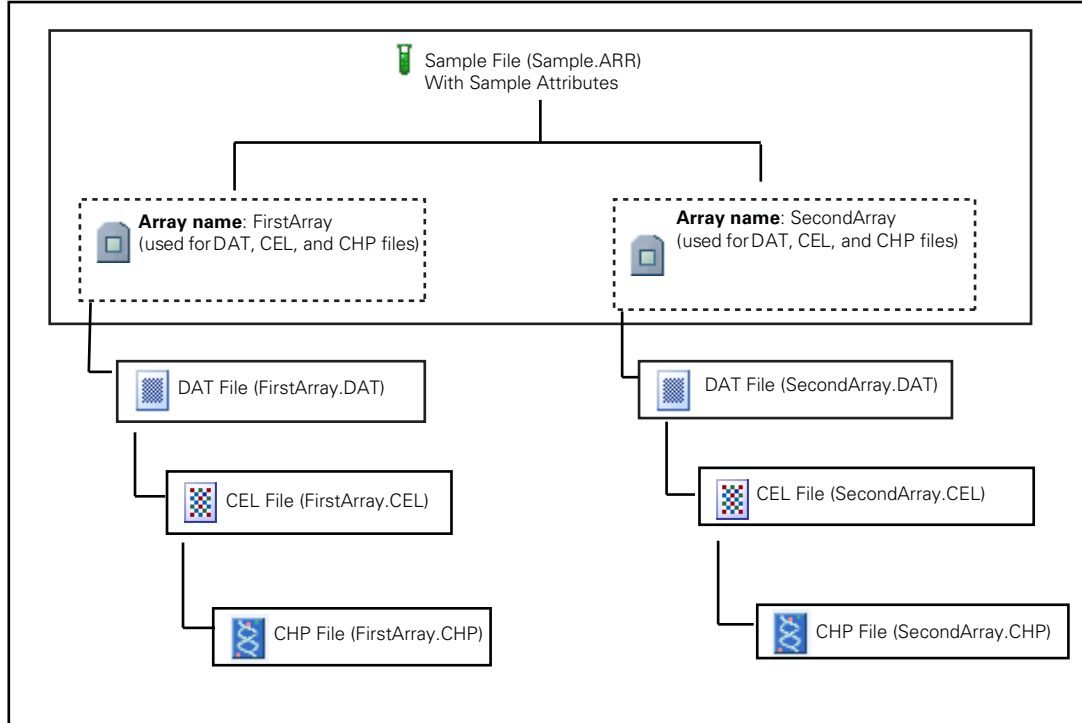 Sample File (Sample.ARR)
With Sample Attributes
Array name: FirstArray
(used for DAT, CEL, and CHP files)
Array name: SecondArray
(used for DAT, CEL, and CHP files)
DAT File (FirstArray.DAT)
DAT File (SecondArray.DAT)
CEL File (FirstArray.CEL)
CEL File (SecondArray.CEL)
CHP File (FirstArray.CHP)
CHP File (SecondArray.CHP)